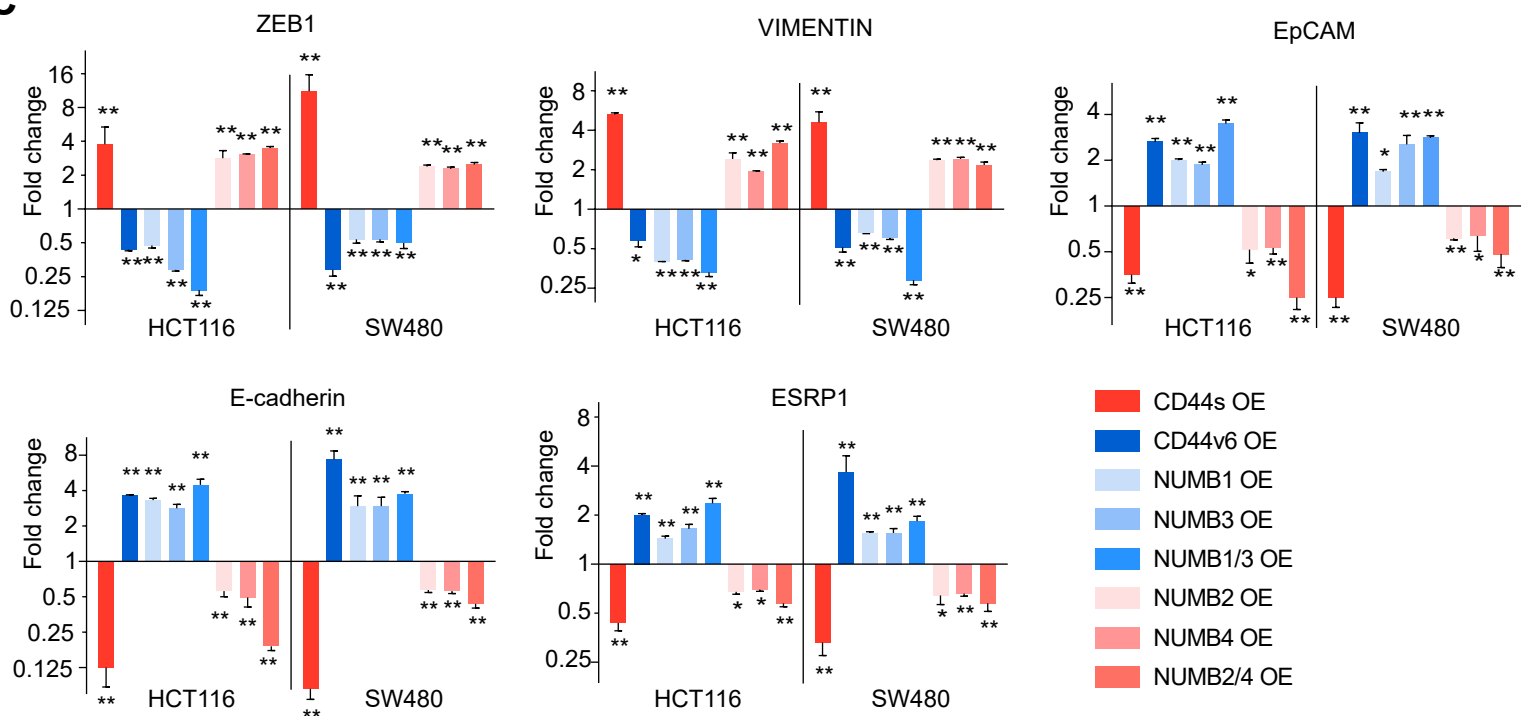 ZEB1
Fold change
16
8
4
2
1
0.5
0.25
0.125
** ** ** ** ** ** ** ** ** ** ** ** ** ** ** **
HCT116 SW480
VIMENTIN
Fold change
8
4
2
1
0.5
0.25
** * ** ** ** ** ** ** ** ** ** ** ** ** ** **
HCT116 SW480
EpCAM
Fold change
4
2
1
0.5
0.25
** ** ** ** ** * ** ** ** ** * ** ** ** * **
HCT116 SW480
E-cadherin
Fold change
8
4
2
1
0.5
0.25
0.125
** ** ** ** ** ** ** ** ** ** ** ** ** ** ** **
HCT116 SW480
ESRP1
Fold change
8
4
2
1
0.5
0.25
** ** ** ** ** * * ** ** ** ** ** ** * ** **
HCT116 SW480
CD44s OE
CD44v6 OE
NUMB1 OE
NUMB3 OE
NUMB1/3 OE
NUMB2 OE
NUMB4 OE
NUMB2/4 OE